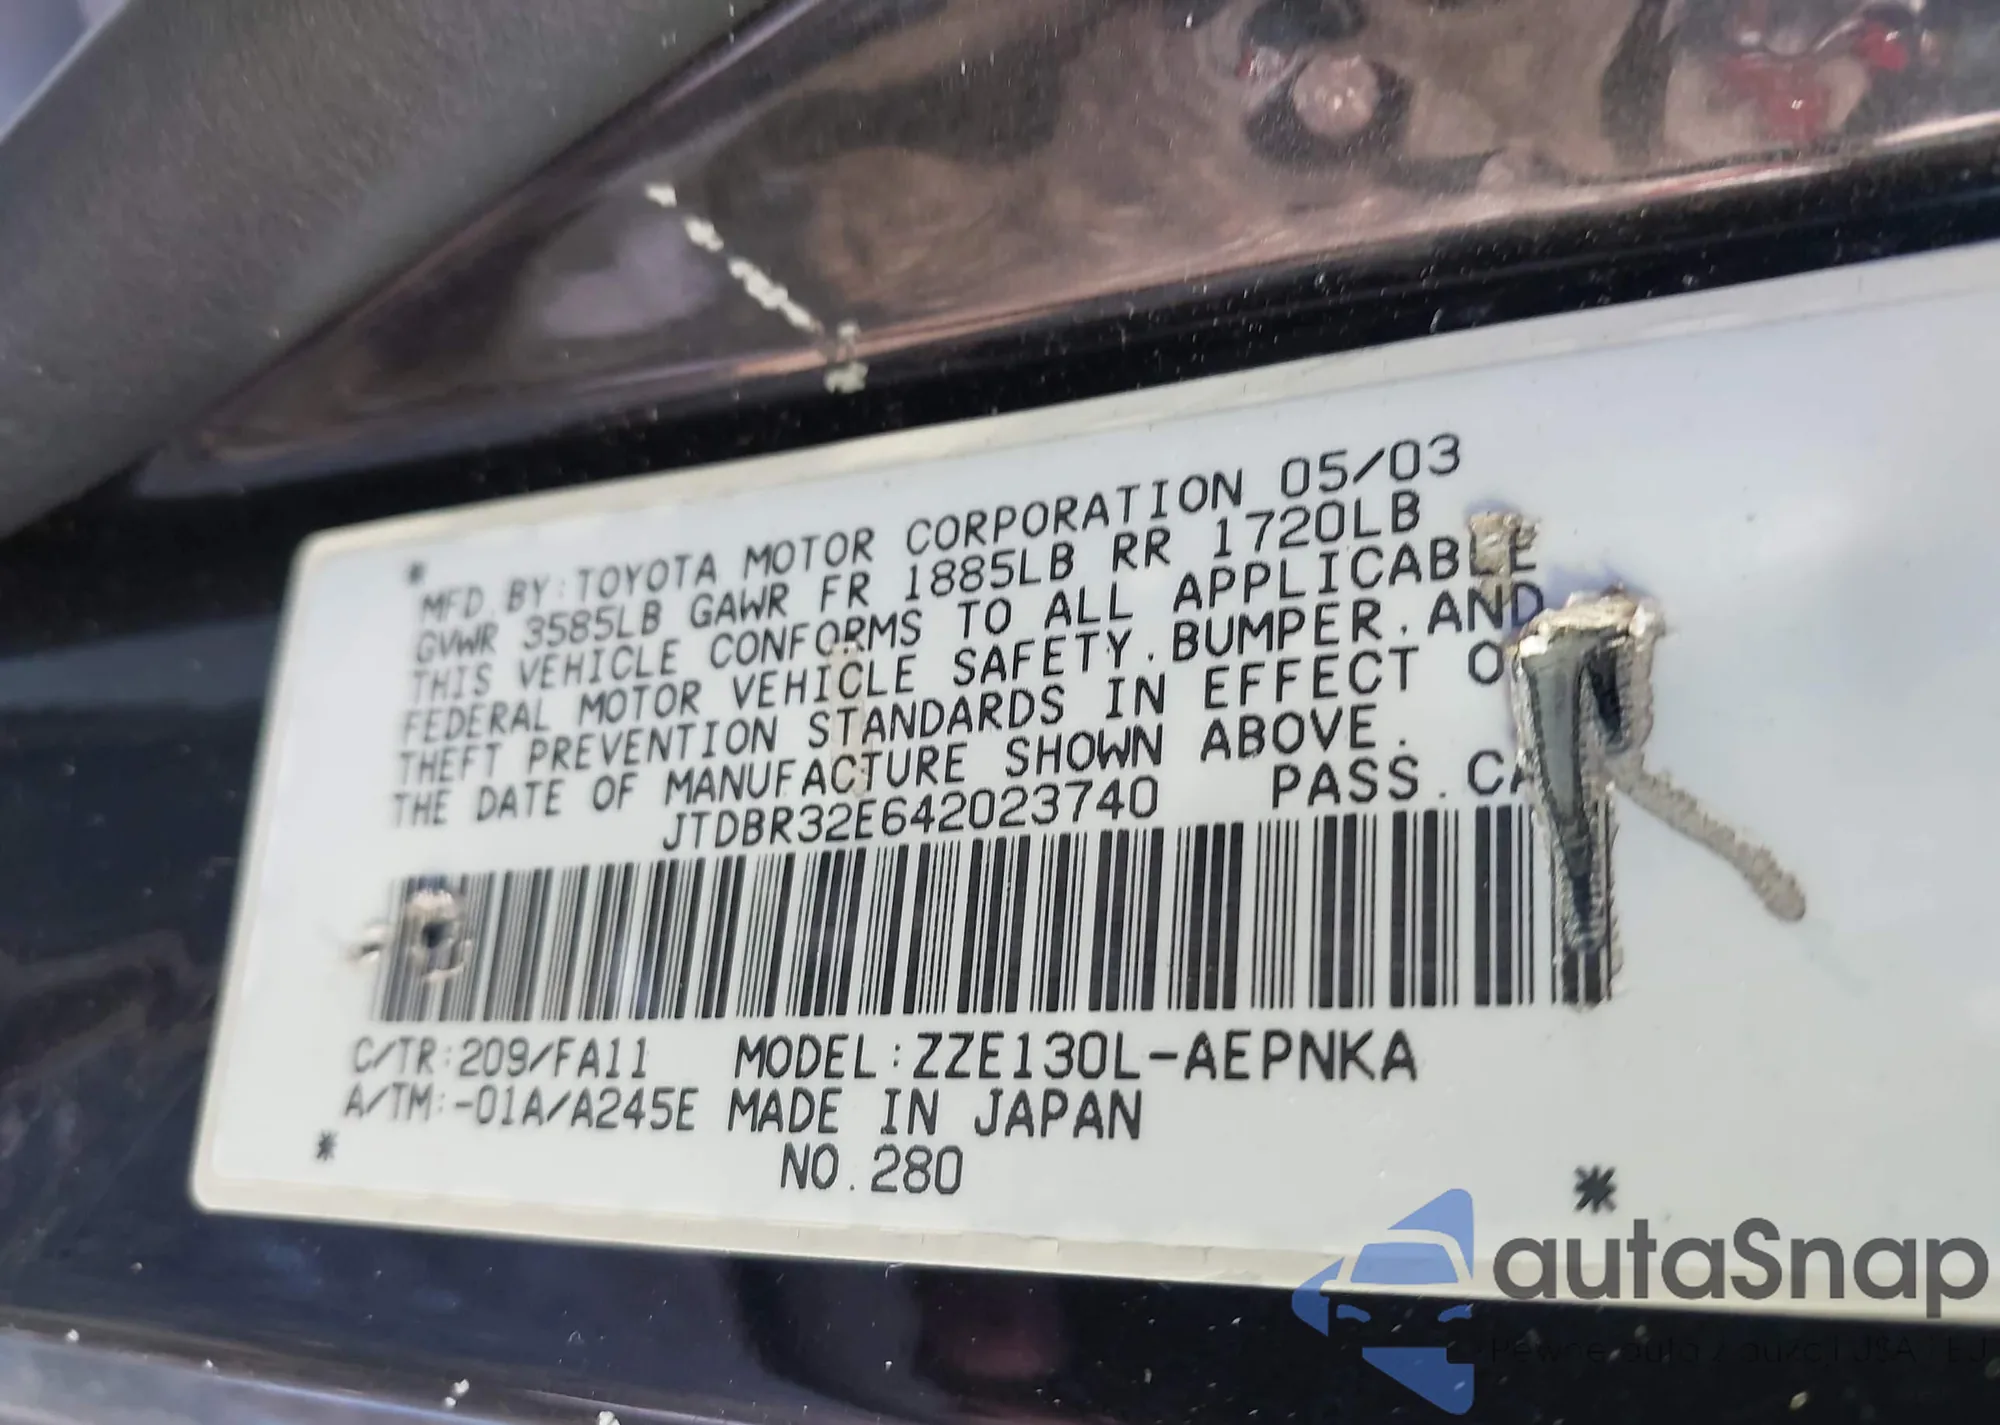 *
MFD. BY: TOYOTA MOTOR CORPORATION 05/03
GVWR 3585LB GAWR FR 1885LB RR 1720LB
THIS VEHICLE CONFORMS TO ALL APPLICABLE
FEDERAL MOTOR VEHICLE SAFETY. BUMPER. AND
THEFT PREVENTION STANDARDS IN EFFECT
THE DATE OF MANUFACTURE SHOWN ABOVE.
JTDBR32E642023740 PASS.
C/TR: 209/FA11 MODEL: ZZE130L-AEPNKA
A/TM: -01A/A245E MADE IN JAPAN
* NO. 280 *
autaSnap